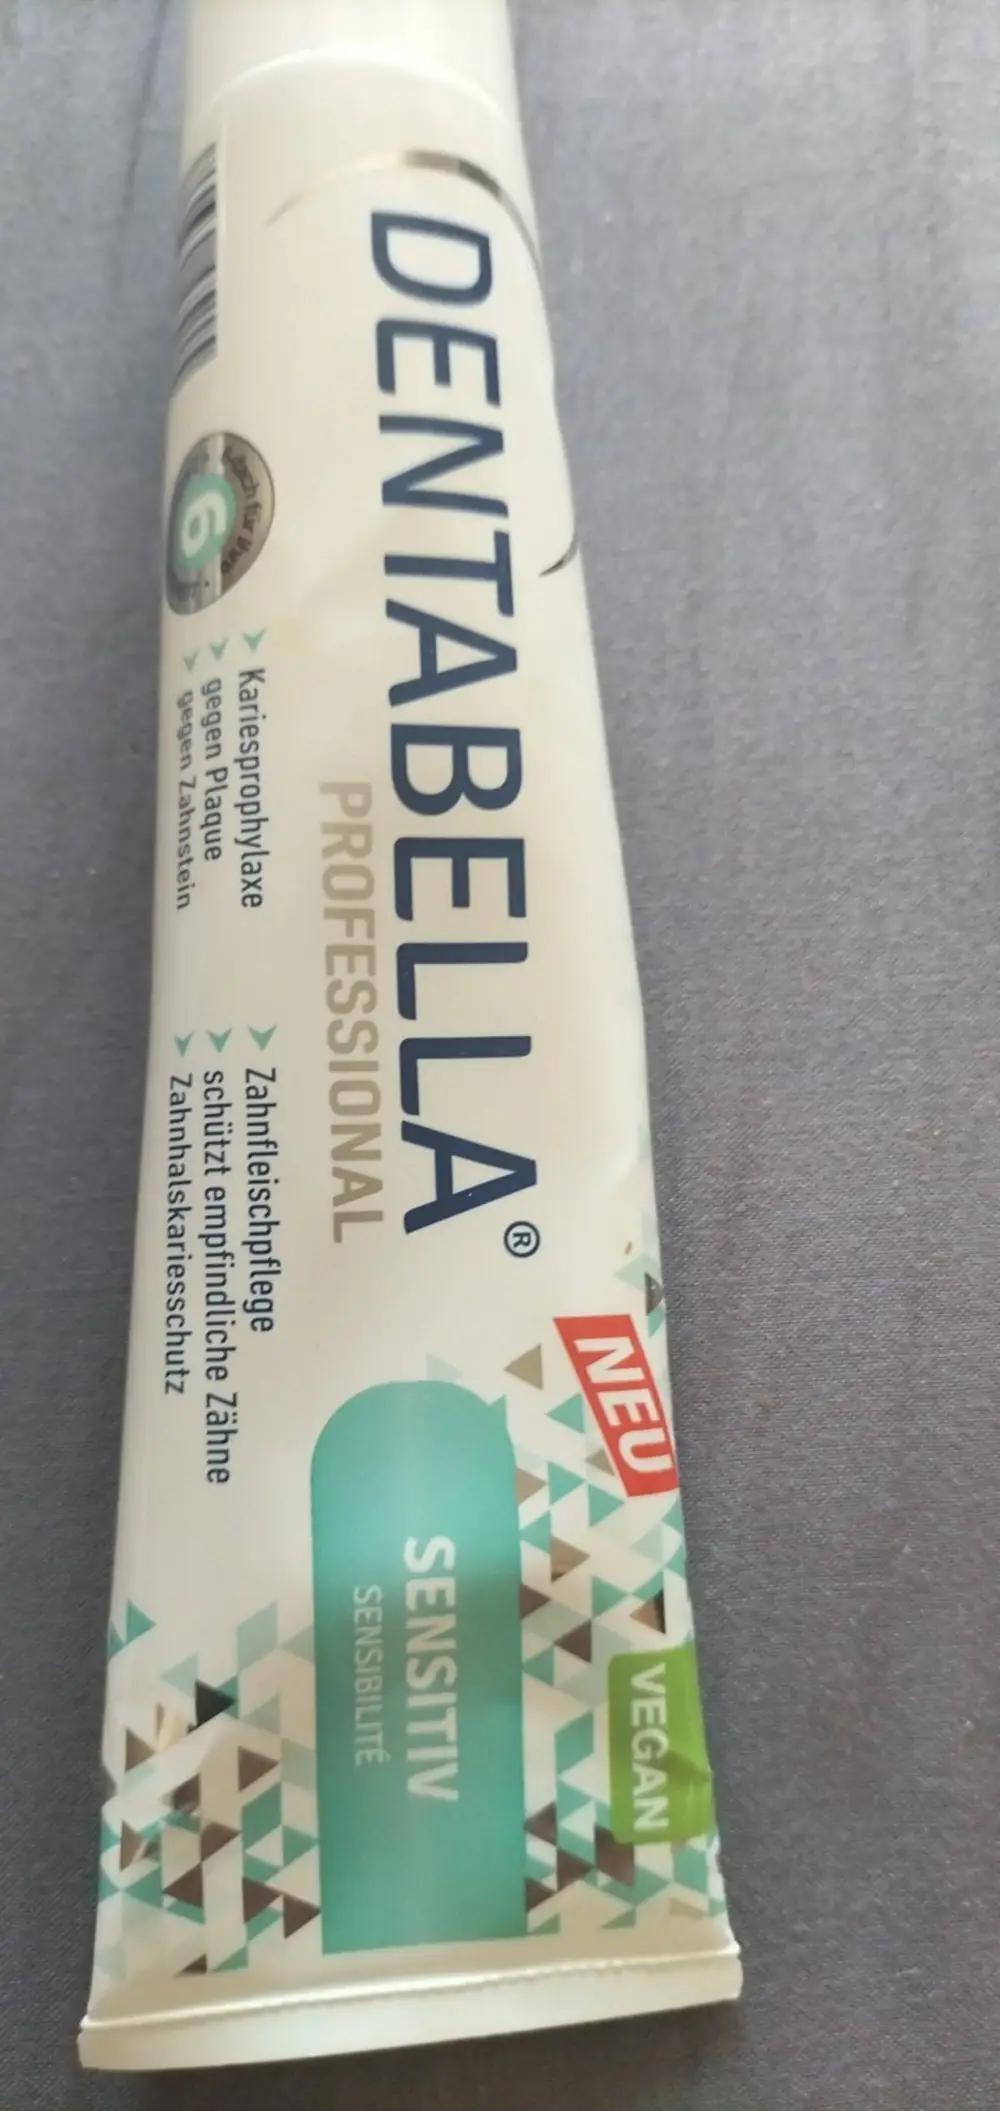 DENTABELLA®
PROFESSIONAL
6
Kariesprophylaxe
gegen Plaque
gegen Zahnstein
Zahnfleischpflege
schützt empfindliche Zähne
Zahnhalskariesschutz
NEU
SENSITIV
SENSIBILITÉ
VEGAN